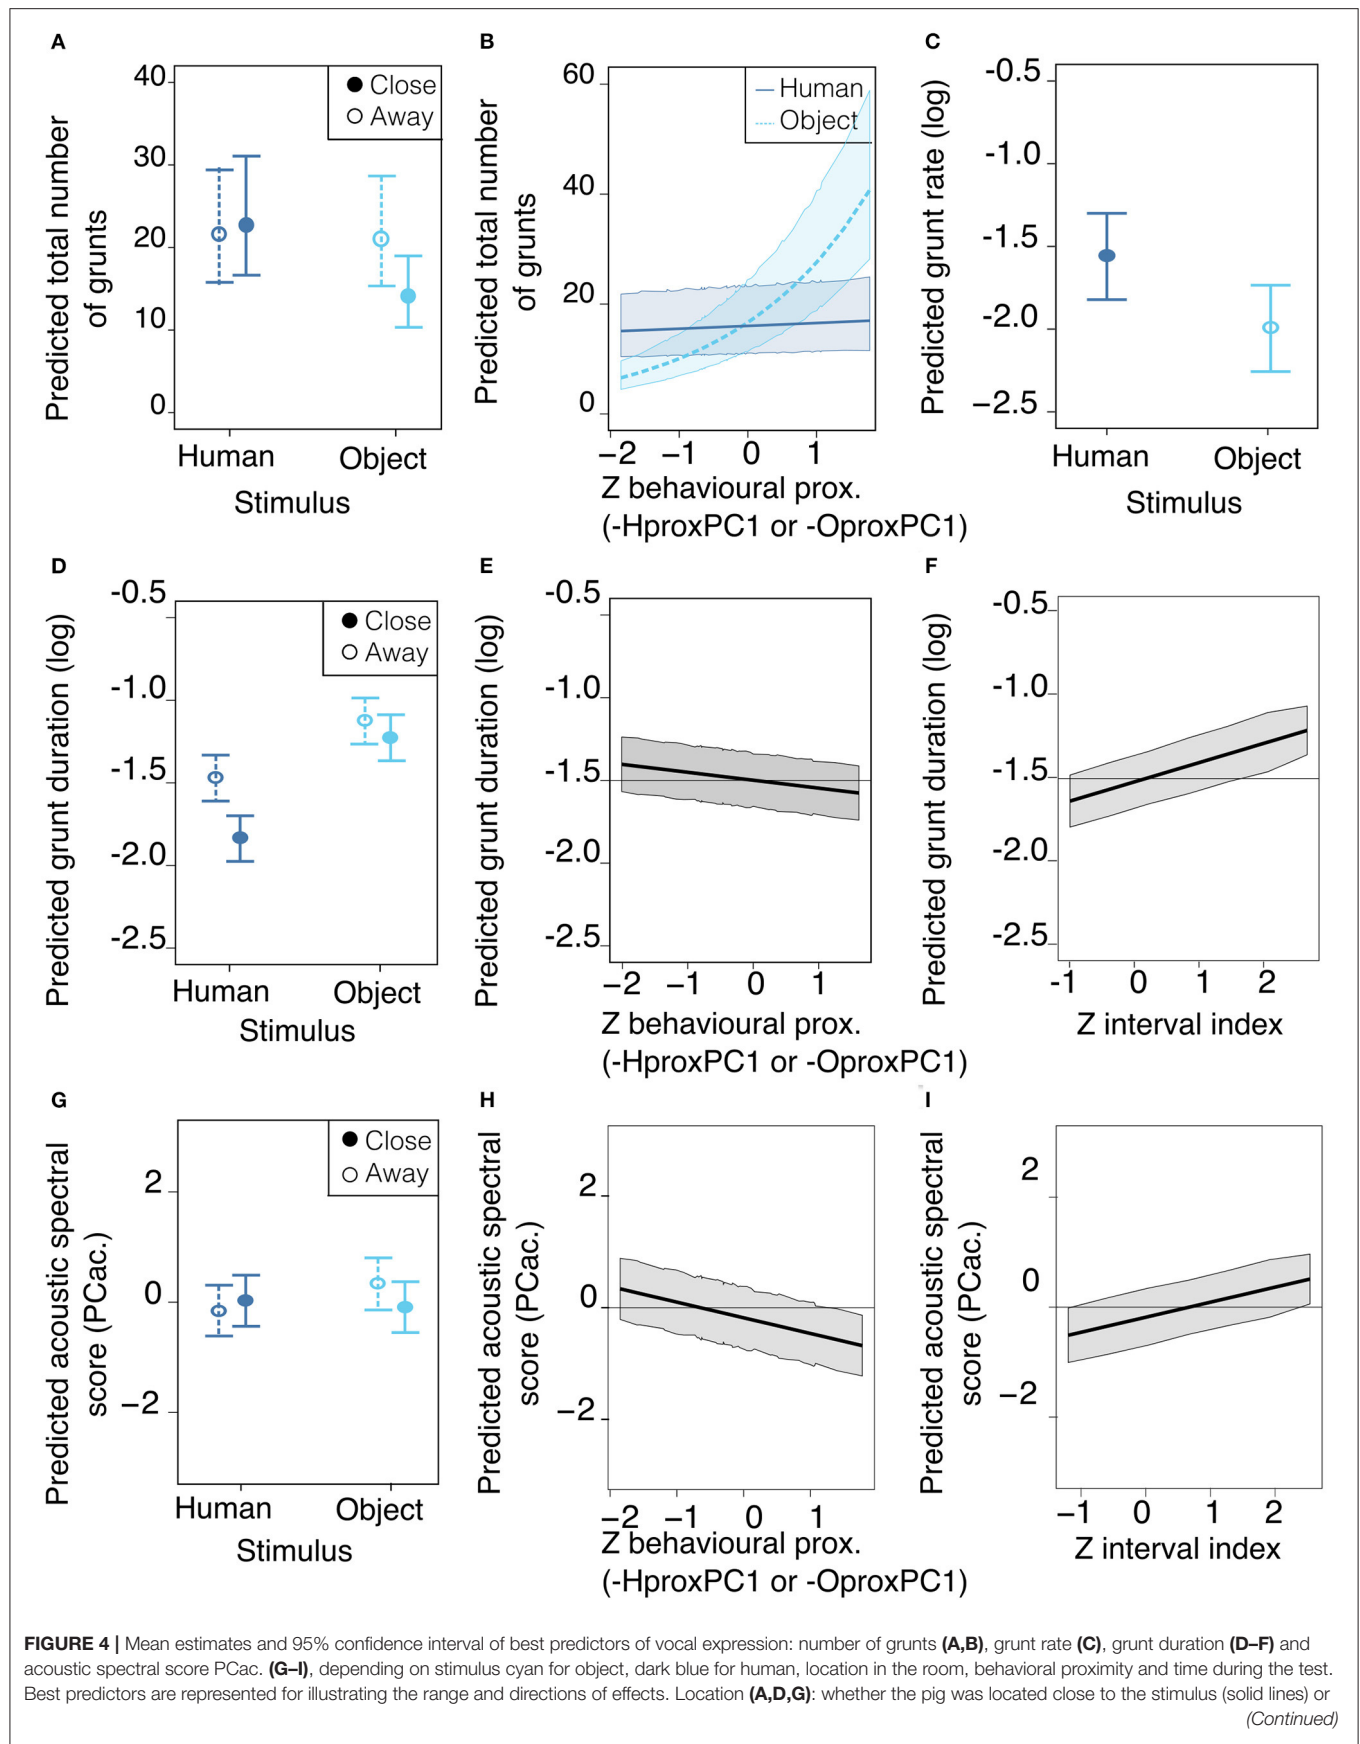 A
40
30
20
10
0
Predicted total number
of grunts
Close
Away
Human
Object
Stimulus
B
60
40
20
0
Predicted total number
of grunts
Human
Object
−2 −1 0 1
Z behavioural prox.
(-HproxPC1 or -OproxPC1)
C
-0.5
-1.0
-1.5
-2.0
−2.5
Predicted grunt rate (log)
Human
Object
Stimulus
D
-0.5
-1.0
-1.5
-2.0
-2.5
Predicted grunt duration (log)
Close
Away
Human
Object
Stimulus
E
-0.5
-1.0
-1.5
-2.0
-2.5
Predicted grunt duration (log)
−2 −1 0 1
Z behavioural prox.
(-HproxPC1 or -OproxPC1)
F
-0.5
-1.0
-1.5
-2.0
-2.5
Predicted grunt duration (log)
-1 0 1 2
Z interval index
G
2
0
−2
Predicted acoustic spectral
score (PCac.)
Close
Away
Human
Object
Stimulus
H
2
0
−2
Predicted acoustic spectral
score (PCac.)
−2 −1 0 1
Z behavioural prox.
(-HproxPC1 or -OproxPC1)
I
2
0
−2
Predicted acoustic spectral
score (PCac.)
−1 0 1 2
Z interval index
FIGURE 4 | Mean estimates and 95% confidence interval of best predictors of vocal expression: number of grunts (A,B), grunt rate (C), grunt duration (D–F) and
acoustic spectral score PCac. (G–I), depending on stimulus cyan for object, dark blue for human, location in the room, behavioral proximity and time during the test.
Best predictors are represented for illustrating the range and directions of effects. Location (A,D,G): whether the pig was located close to the stimulus (solid lines) or
(Continued)